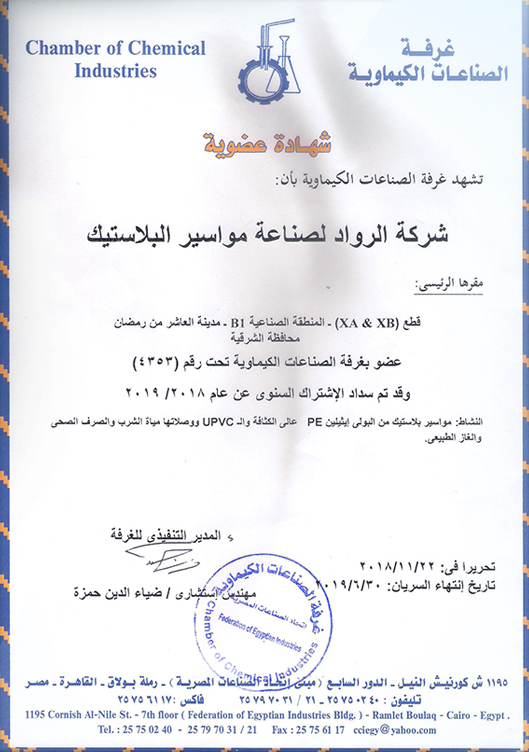 Chamber of Chemical
Industries
غرفة
الصناعات الكيماوية
شهادة عضوية
تشهد غرفة الصناعات الكيماوية بأن:
شركة الرواد لصناعة مواسير البلاستيك
مقرها الرئيسى:
قطع (XA & XB) - المنطقة الصناعية B1 - مدينة العاشر من رمضان
محافظة الشرقية
عضو بغرفة الصناعات الكيماوية تحت رقم (٤٣٥٣)
وقد تم سداد الإشتراك السنوى عن عام ٢٠١٨/ ٢٠١٩
النشاط: مواسير بلاستيك من البولى إيثيلين PE عالى الكثافة والـ UPVC ووصلاتها مياة الشرب والصرف الصحى
والغاز الطبيعى.
المدير التنفيذى للغرفة
مهندس إستشارى / ضياء الدين حمزة
تحريرا فى: ٢٠١٨/١١/٢٢
تاريخ إنتهاء السريان: ٢٠١٩/٦/٣٠
غرفة الصناعات الكيماوية
إتحاد الصناعات المصرية
Federation of Egyptian Industries
Chamber of Chemical Industries
١١٩٥ ش كورنيش النيل - الدور السابع ( مبنى إتحاد الصناعات المصرية ) - رملة بولاق - القاهرة - مصر
تليفون : ٢٥٧٥٠٢٤٠ - ٢١ / ٢٥٧٩٧٠٣١ فاكس : ٢٥٧٥٦١١٧
1195 Cornish Al-Nile St. - 7th floor ( Federation of Egyptian Industries Bldg. ) - Ramlet Boulaq - Cairo - Egypt .
Tel. : 25 75 02 40 - 25 79 70 31 / 21 Fax : 25 75 61 17 cciegy@yahoo.com